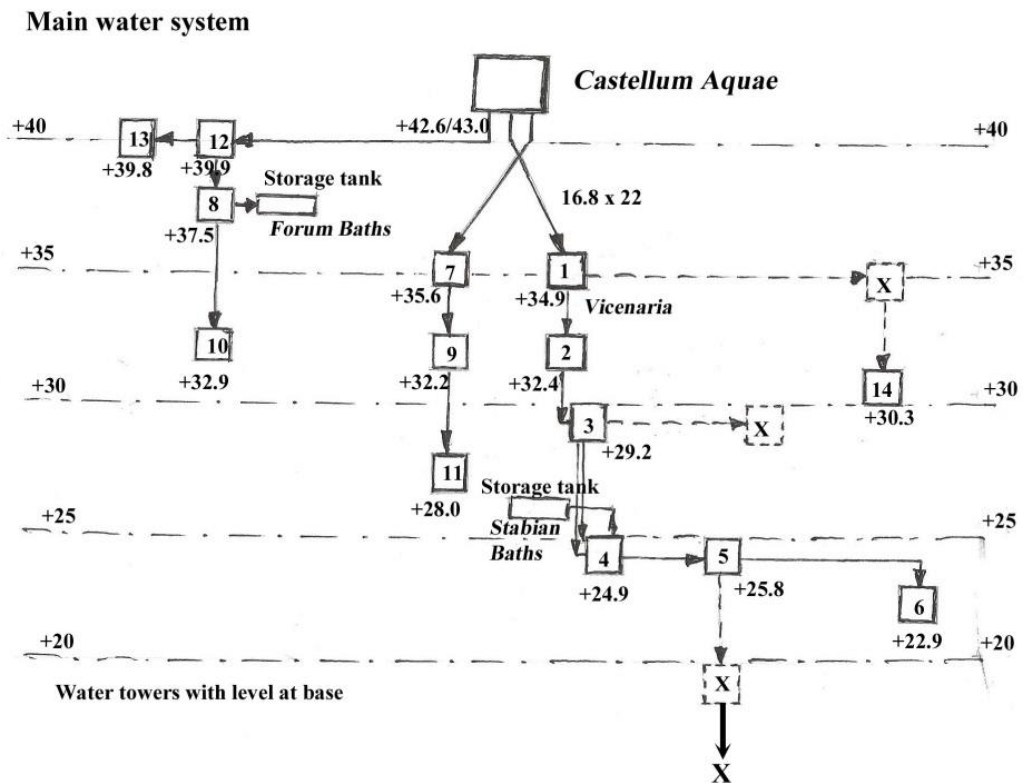 Main water system
Castellum Aquae
+40
13
12
+42.6/43.0
+40
+39.8
+39.9
Storage tank
8
16.8 x 22
+37.5
Forum Baths
+35
7
1
X
+35
+35.6
+34.9
Vicenaria
10
9
2
+32.9
+32.2
+32.4
14
+30
+30
+30.3
3
X
+29.2
11
Storage tank
+28.0
+25
Stabian
Baths
+25
4
5
+24.9
+25.8
6
+20
+22.9
+20
Water towers with level at base
X
X